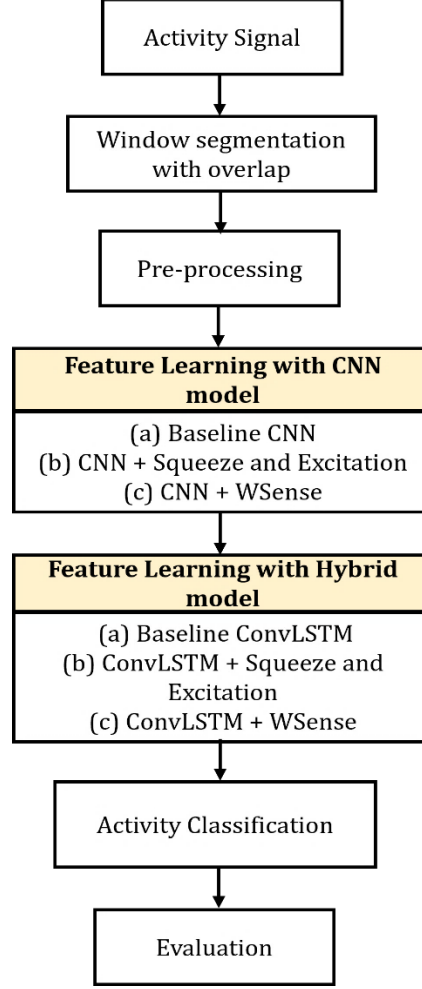 Activity Signal
Window segmentation
with overlap
Pre-processing
Feature Learning with CNN
model
(a) Baseline CNN
(b) CNN + Squeeze and Excitation
(c) CNN + WSense
Feature Learning with Hybrid
model
(a) Baseline ConvLSTM
(b) ConvLSTM + Squeeze and
Excitation
(c) ConvLSTM + WSense
Activity Classification
Evaluation